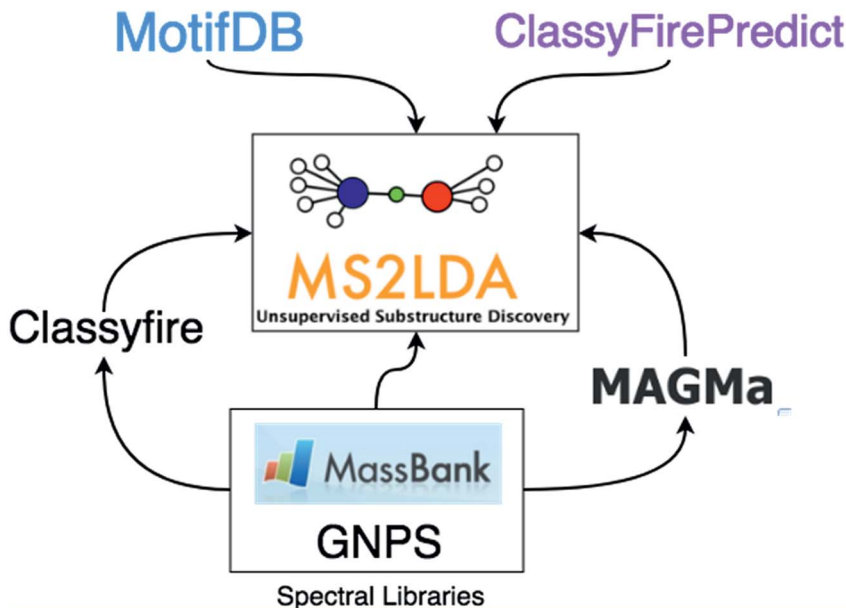 MotifDB
ClassyFirePredict
MS2LDA
Unsupervised Substructure Discovery
Classyfire
MAGMa
MassBank
GNPS
Spectral Libraries